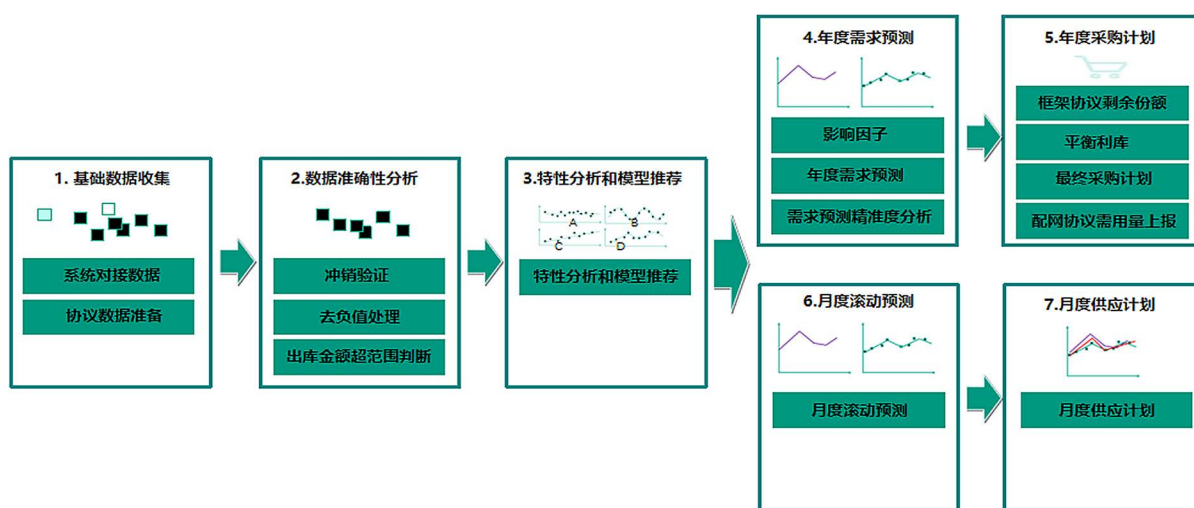 1. 基础数据收集
系统对接数据
协议数据准备
2.数据准确性分析
冲销验证
去负值处理
出库金额超范围判断
3.特性分析和模型推荐
A
B
C
D
特性分析和模型推荐
4.年度需求预测
影响因子
年度需求预测
需求预测精准度分析
5.年度采购计划
框架协议剩余份额
平衡利库
最终采购计划
配网协议需用量上报
6.月度滚动预测
月度滚动预测
7.月度供应计划
月度供应计划